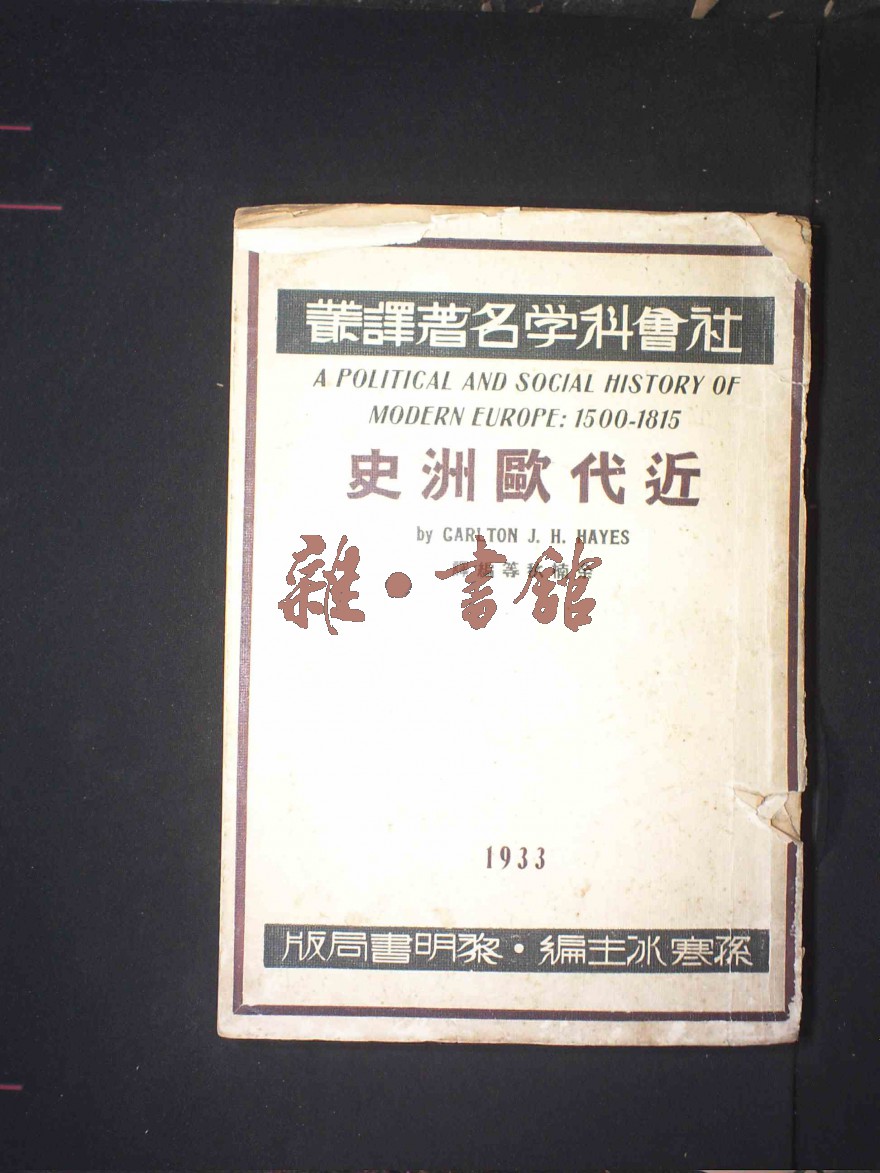 社會科学名著譯叢
A POLITICAL AND SOCIAL HISTORY OF
MODERN EUROPE: 1500-1815
近代歐洲史
by CARLTON J. H. HAYES
等 譯
雜·書館
1933
孫寒冰主編·黎明書局版